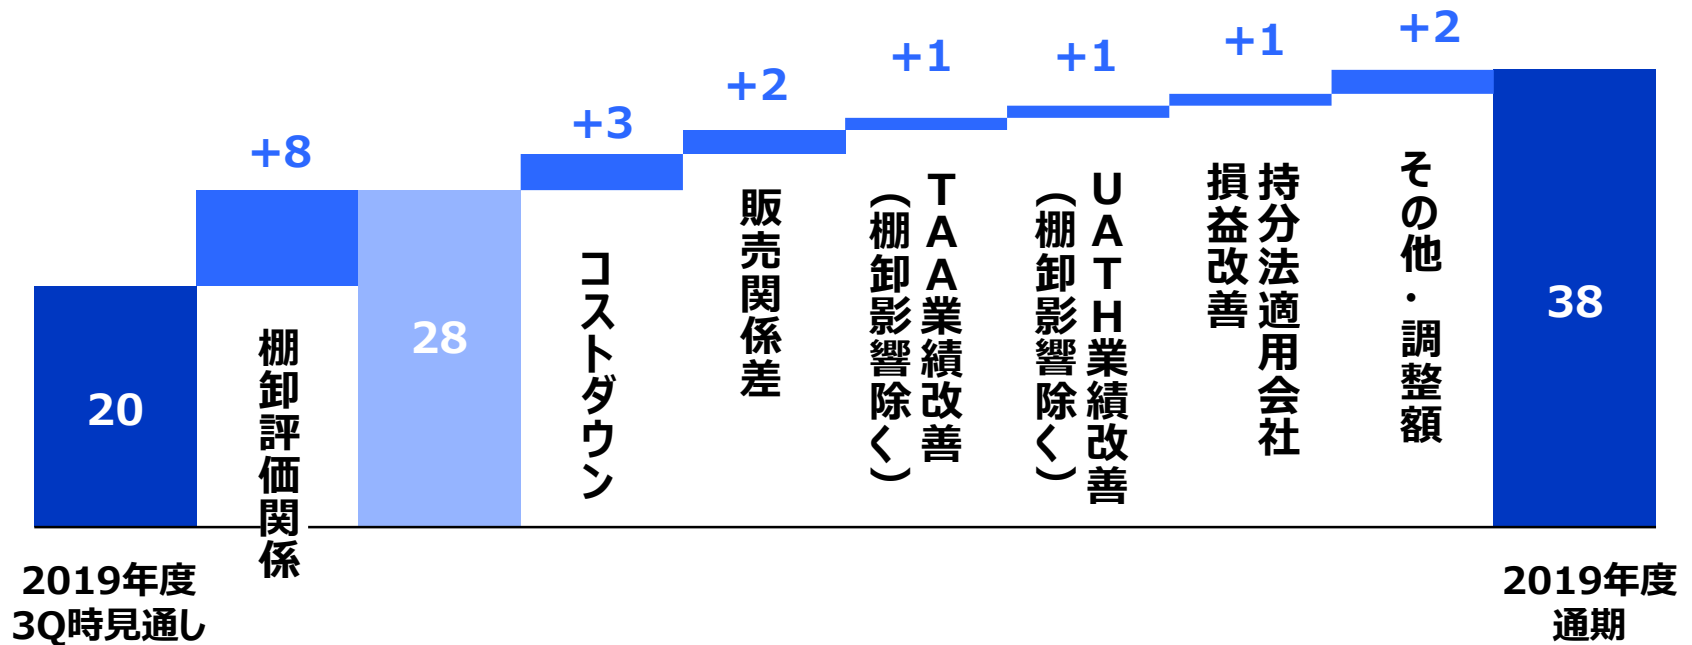 20
2019年度
3Q時見通し
+8
棚卸評価関係
28
+3
コストダウン
+2
販売関係差
+1
TAA業績改善
(棚卸影響除く)
+1
UATH業績改善
(棚卸影響除く)
+1
持分法適用会社
損益改善
+2
その他・調整額
38
2019年度
通期